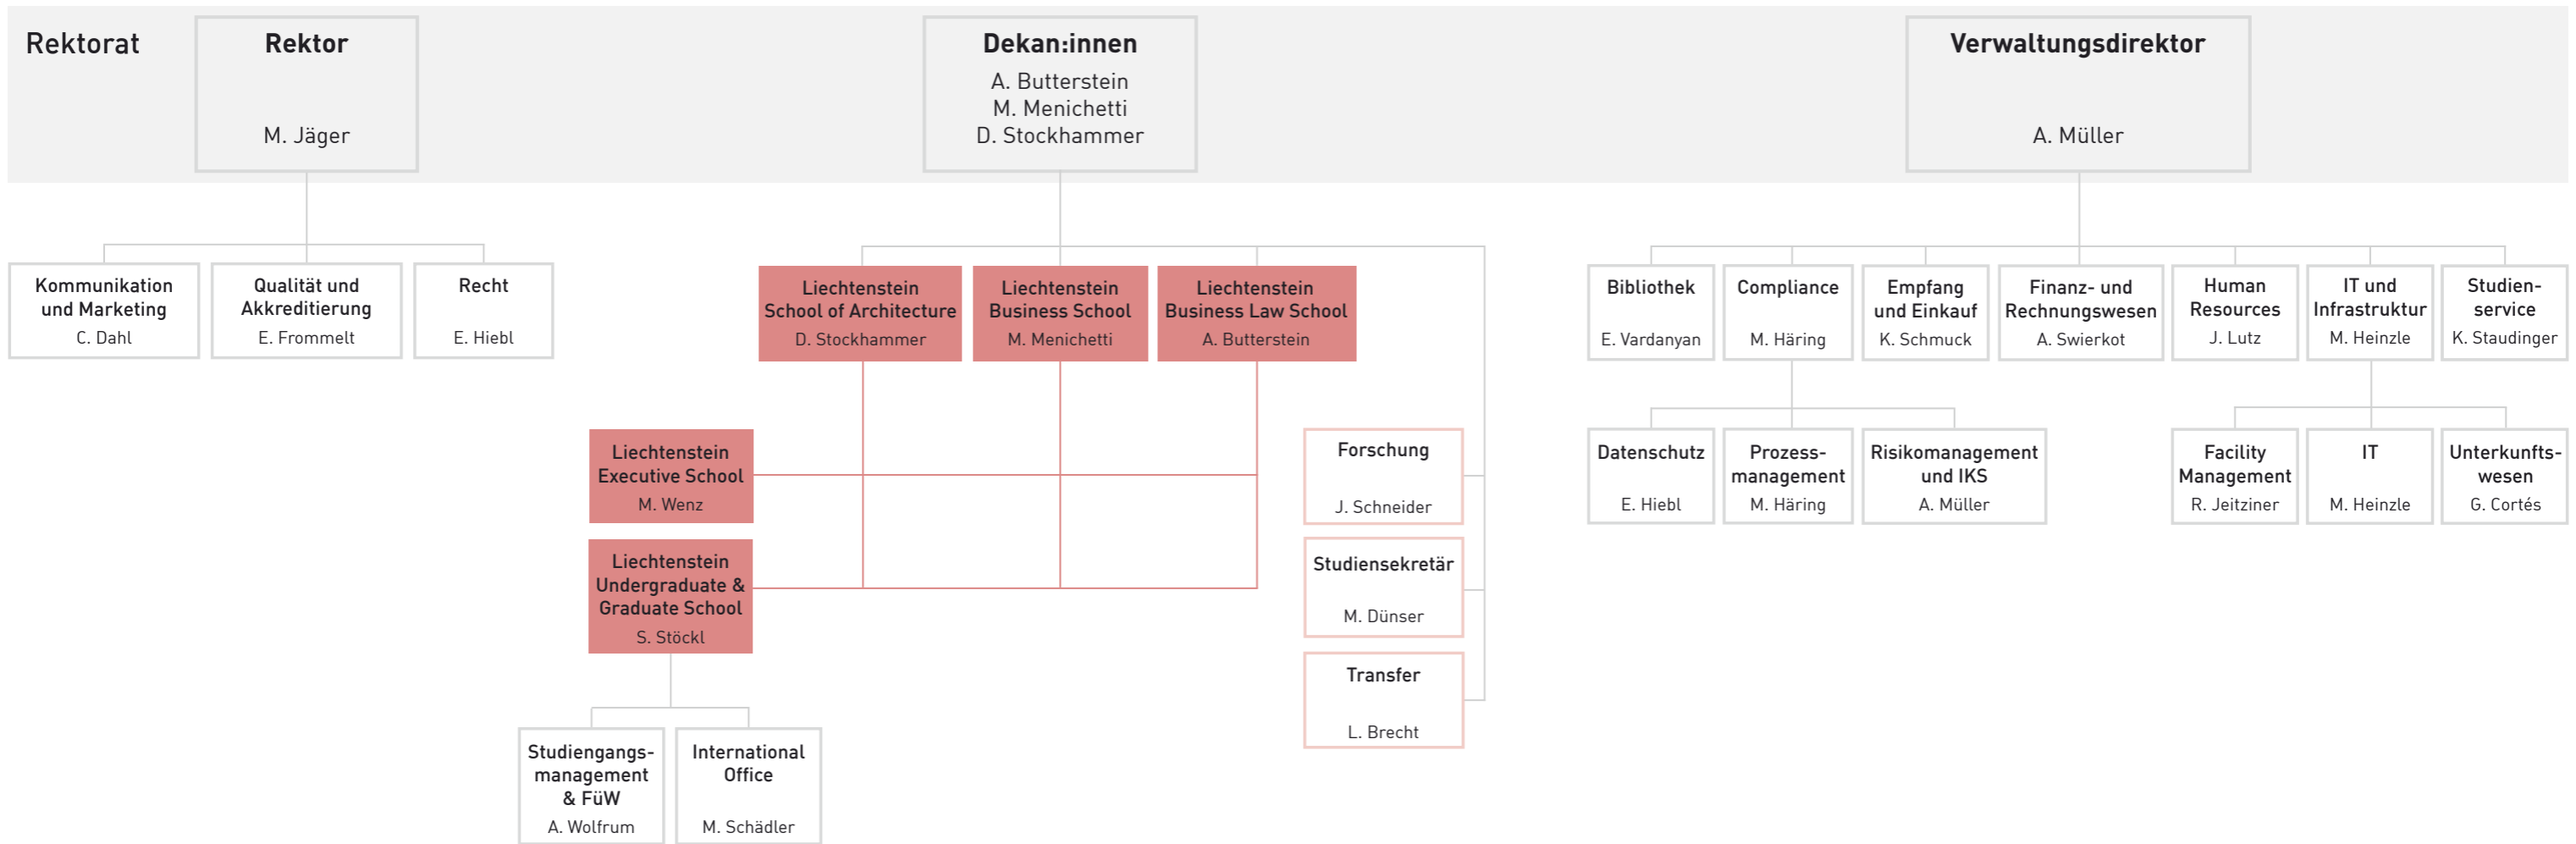 Rektorat
Rektor
M. Jäger
Dekan:innen
A. Butterstein
M. Menichetti
D. Stockhammer
Verwaltungsdirektor
A. Müller
Kommunikation
und Marketing
C. Dahl
Qualität und
Akkreditierung
E. Frommelt
Recht
E. Hiebl
Liechtenstein
School of Architecture
D. Stockhammer
Liechtenstein
Business School
M. Menichetti
Liechtenstein
Business Law School
A. Butterstein
Bibliothek
E. Vardanyan
Compliance
M. Häring
Empfang
und Einkauf
K. Schmuck
Finanz- und
Rechnungswesen
A. Swierkot
Human
Resources
J. Lutz
IT und
Infrastruktur
M. Heinzle
Studien-
service
K. Staudinger
Liechtenstein
Executive School
M. Wenz
Forschung
J. Schneider
Datenschutz
E. Hiebl
Prozess-
management
M. Häring
Risikomanagement
und IKS
A. Müller
Facility
Management
R. Jeitziner
IT
M. Heinzle
Unterkunfts-
wesen
G. Cortés
Liechtenstein
Undergraduate &
Graduate School
S. Stöckl
Studiensekretär
M. Dünser
Transfer
L. Brecht
Studiengangs-
management
& FüW
A. Wolfrum
International
Office
M. Schädler